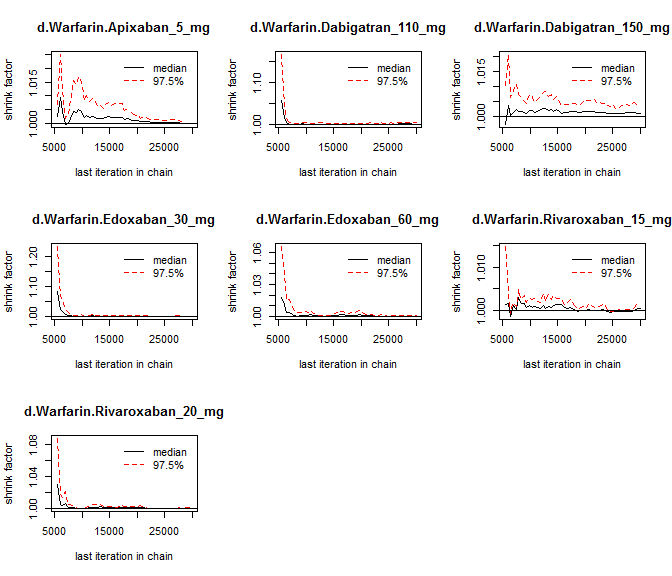 d.Warfarin.Apixaban_5_mg
shrink factor
1.000 1.015
median
97.5%
5000 15000 25000
last iteration in chain
d.Warfarin.Dabigatran_110_mg
shrink factor
1.00 1.10
median
97.5%
5000 15000 25000
last iteration in chain
d.Warfarin.Dabigatran_150_mg
shrink factor
1.000 1.015
median
97.5%
5000 15000 25000
last iteration in chain
d.Warfarin.Edoxaban_30_mg
shrink factor
1.00 1.10 1.20
median
97.5%
5000 15000 25000
last iteration in chain
d.Warfarin.Edoxaban_60_mg
shrink factor
1.00 1.03 1.06
median
97.5%
5000 15000 25000
last iteration in chain
d.Warfarin.Rivaroxaban_15_mg
shrink factor
1.000 1.010
median
97.5%
5000 15000 25000
last iteration in chain
d.Warfarin.Rivaroxaban_20_mg
shrink factor
1.00 1.04 1.08
median
97.5%
5000 15000 25000
last iteration in chain